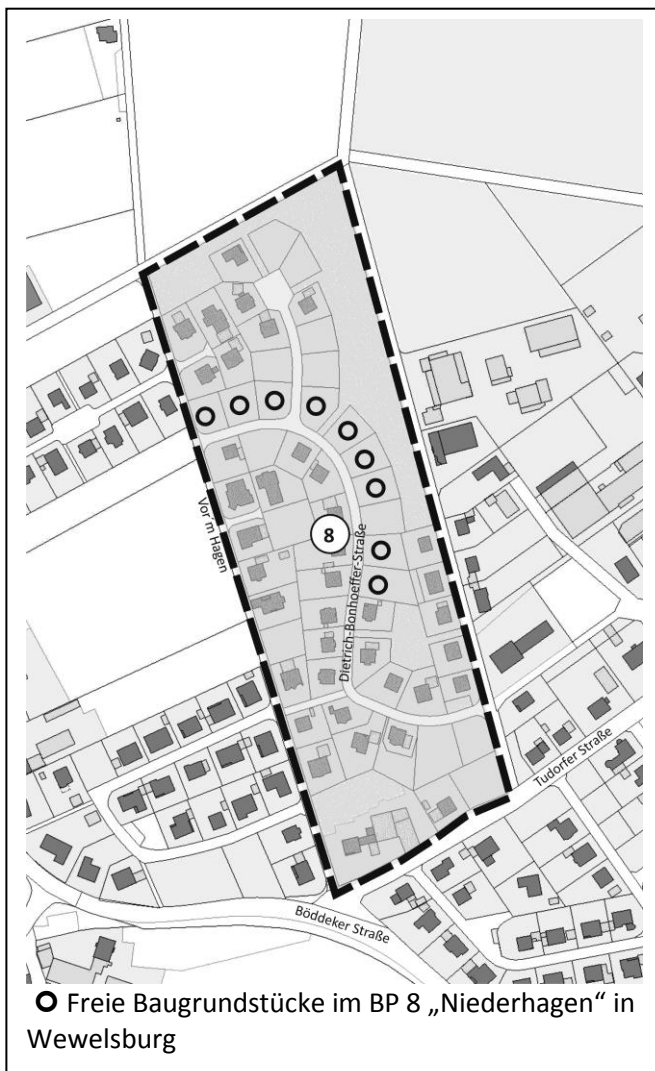 Vor'm Hagen
8
Dietrich-Bonhoeffer-Straße
Tudorfer Straße
Böddeker Straße
Freie Baugrundstücke im BP 8 „Niederhagen“ in
Wewelsburg